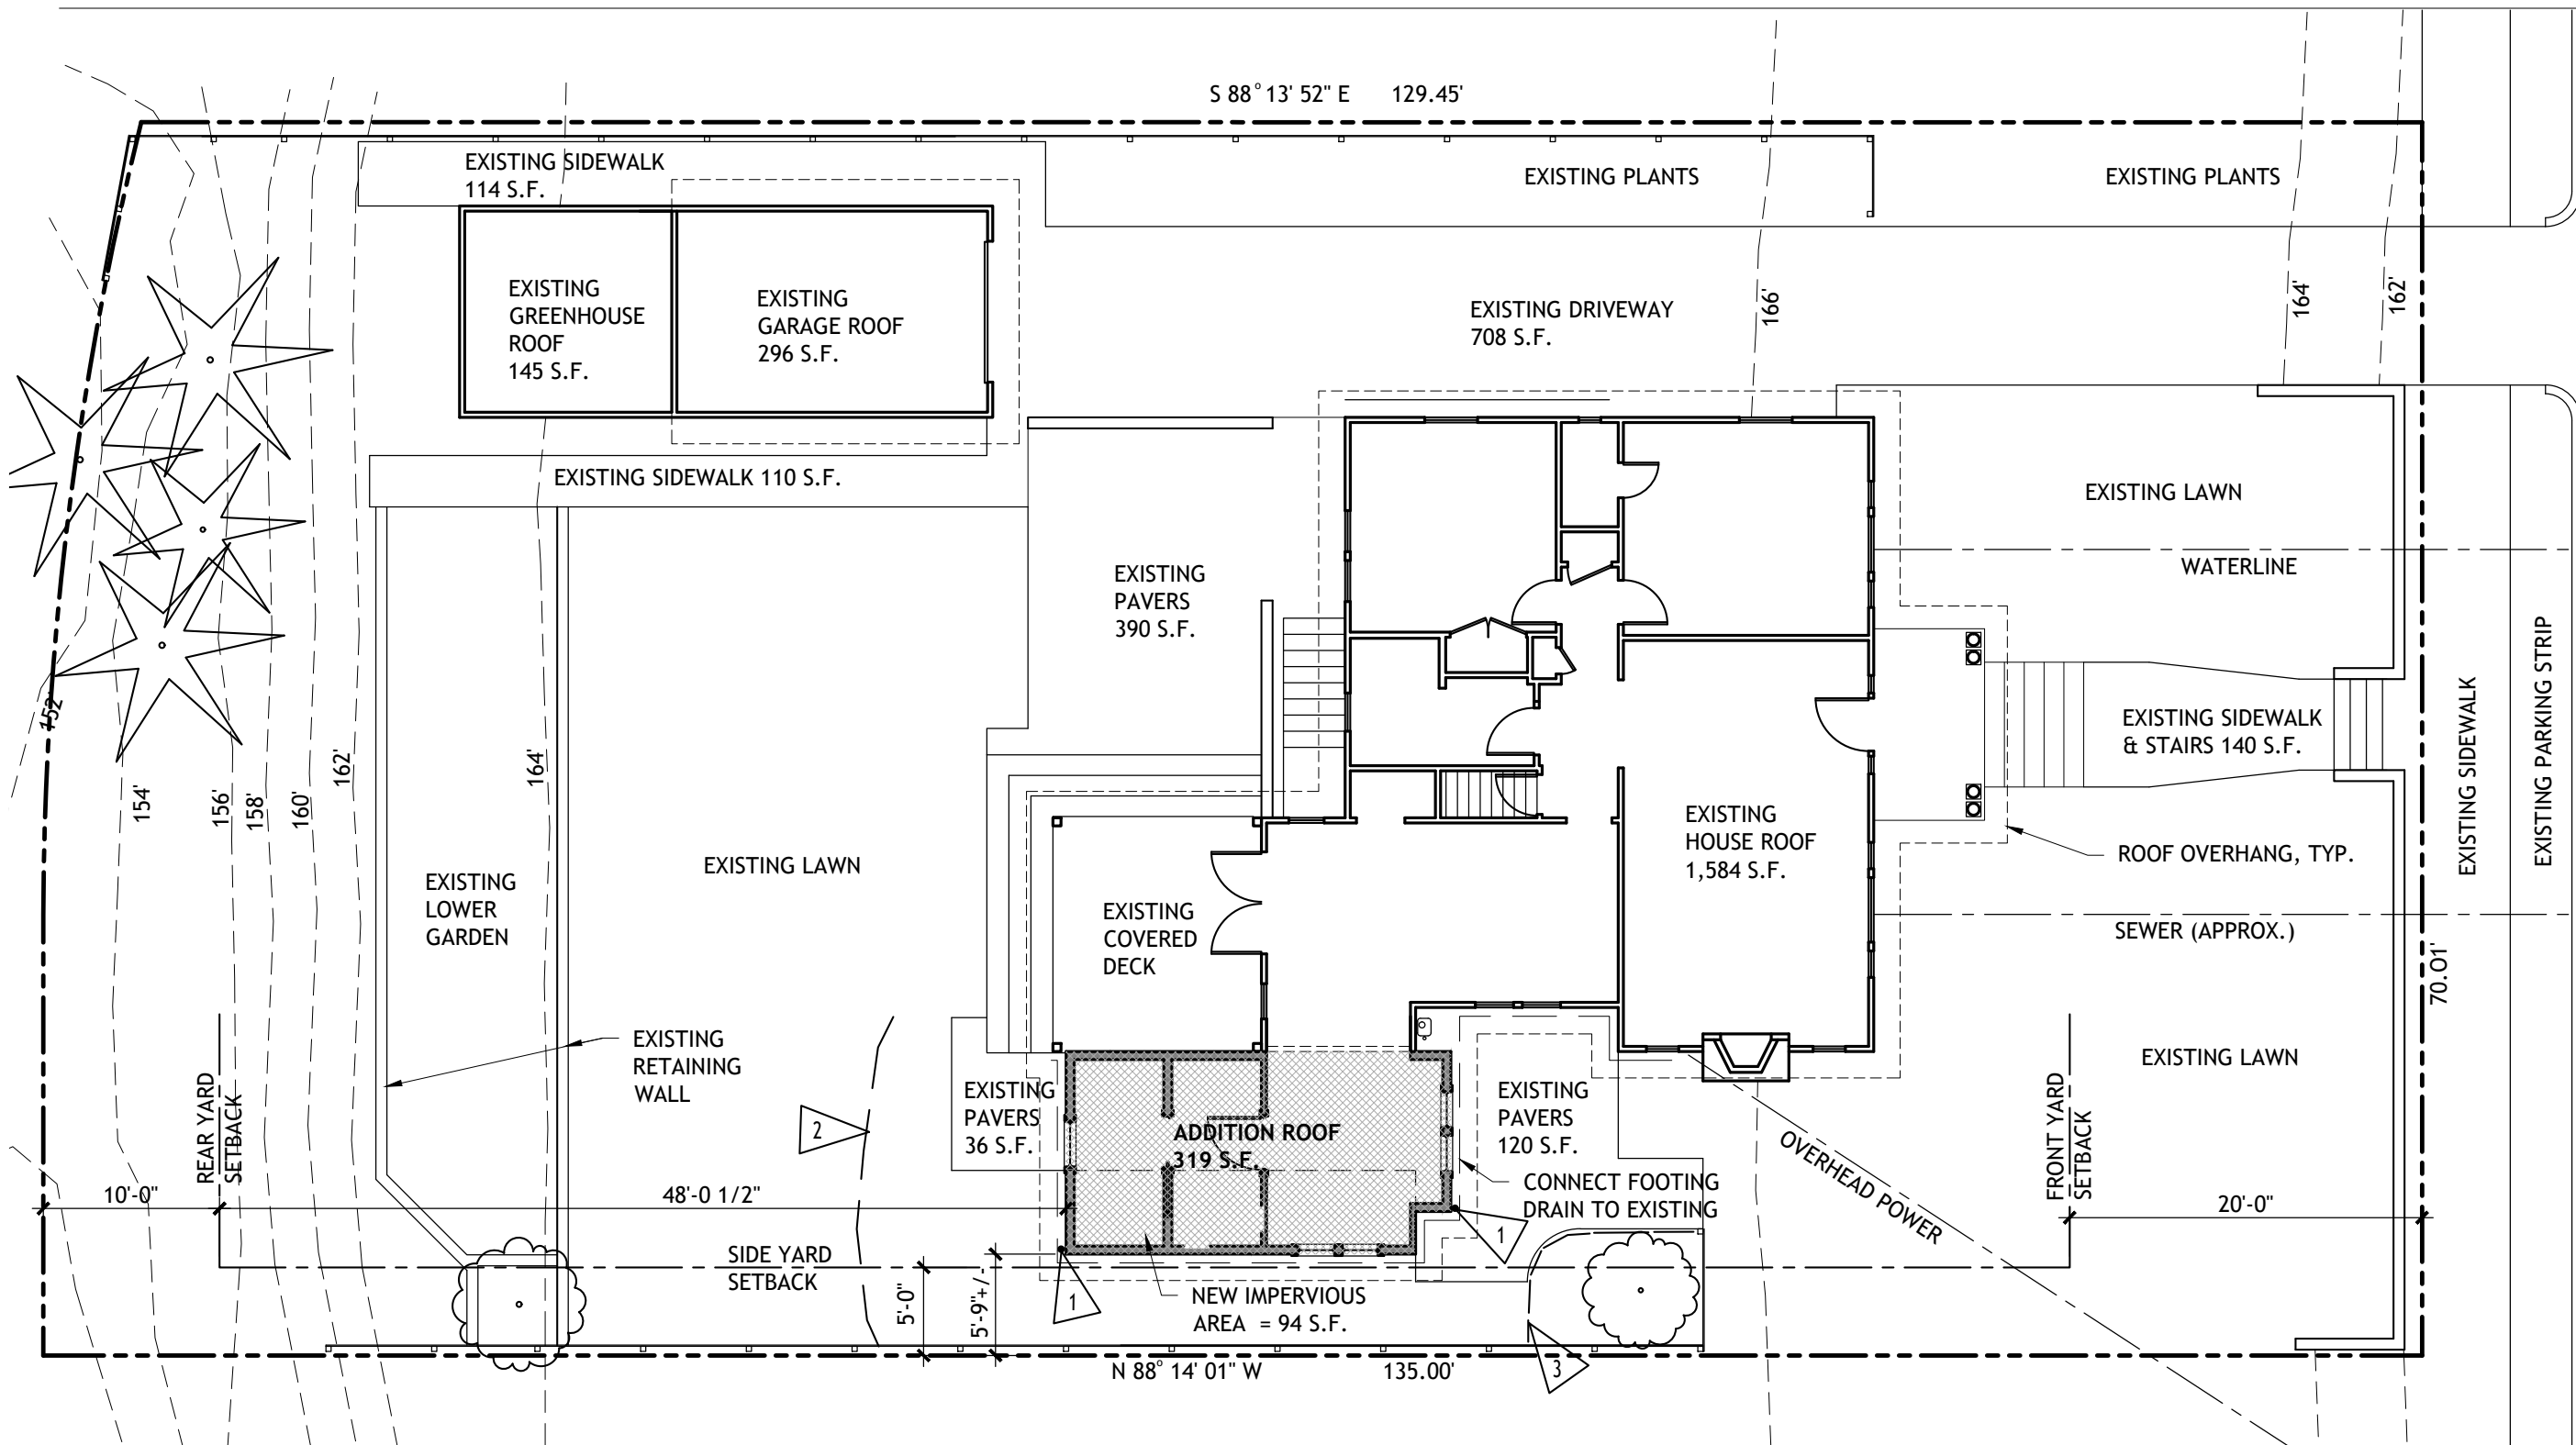 S 88° 13' 52" E 129.45'
EXISTING SIDEWALK
114 S.F.
EXISTING PLANTS
EXISTING PLANTS
EXISTING
GREENHOUSE
ROOF
145 S.F.
EXISTING
GARAGE ROOF
296 S.F.
EXISTING DRIVEWAY
708 S.F.
166'
164'
162'
EXISTING SIDEWALK 110 S.F.
EXISTING LAWN
WATERLINE
EXISTING
PAVERS
390 S.F.
152'
154'
156'
158'
160'
162'
164'
EXISTING SIDEWALK
& STAIRS 140 S.F.
EXISTING SIDEWALK
EXISTING PARKING STRIP
EXISTING
HOUSE ROOF
1,584 S.F.
ROOF OVERHANG, TYP.
EXISTING LAWN
EXISTING
LOWER
GARDEN
EXISTING
COVERED
DECK
SEWER (APPROX.)
70.01'
EXISTING
RETAINING
WALL
EXISTING LAWN
REAR YARD
SETBACK
2
EXISTING
PAVERS
36 S.F.
ADDITION ROOF
319 S.F.
EXISTING
PAVERS
120 S.F.
CONNECT FOOTING
DRAIN TO EXISTING
OVERHEAD POWER
FRONT YARD
SETBACK
10'-0"
48'-0 1/2"
20'-0"
SIDE YARD
SETBACK
5'-0"
5'-9"+/-
1
1
NEW IMPERVIOUS
AREA = 94 S.F.
3
N 88° 14' 01" W 135.00'